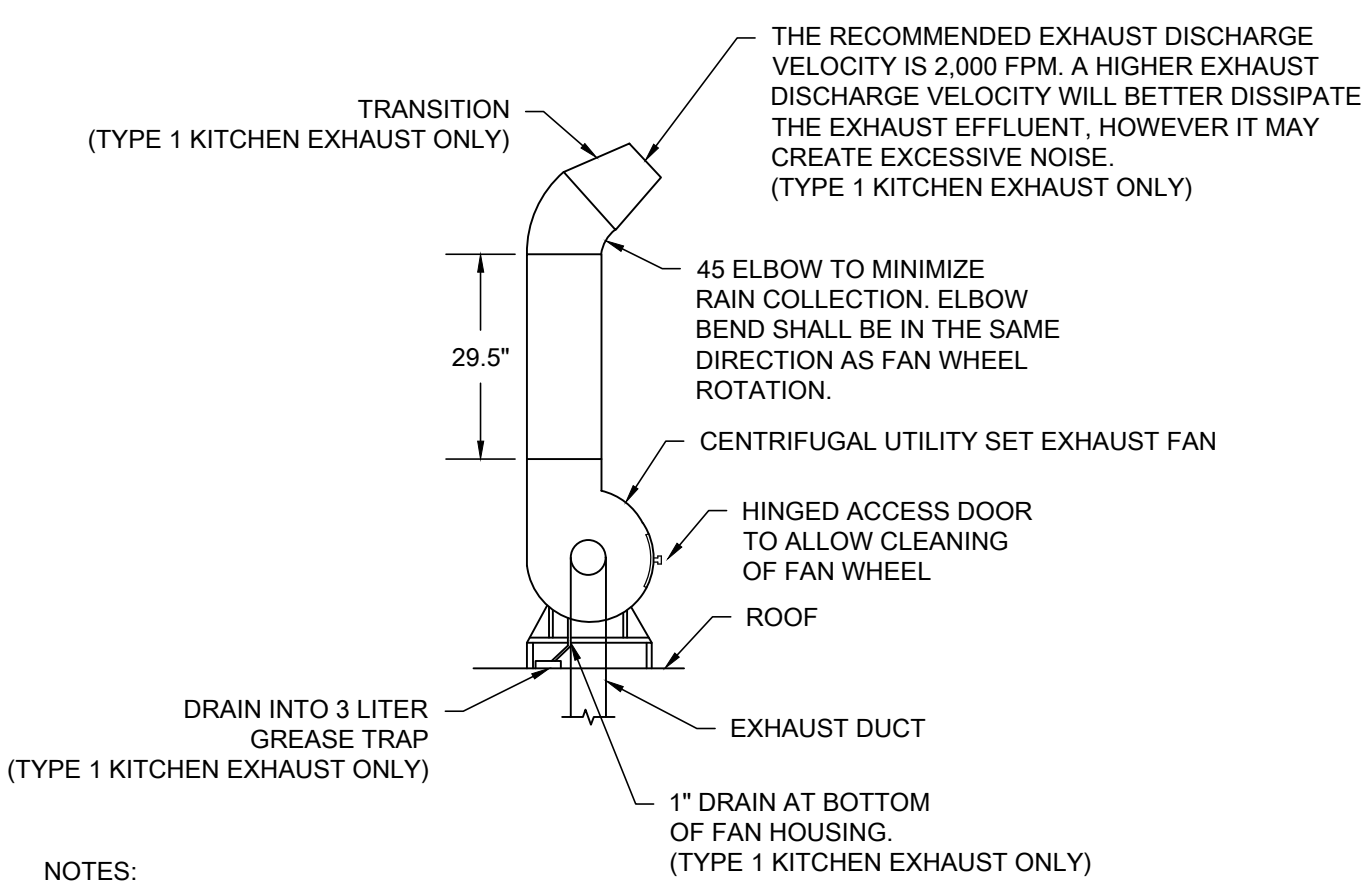 THE RECOMMENDED EXHAUST DISCHARGE
VELOCITY IS 2,000 FPM. A HIGHER EXHAUST
DISCHARGE VELOCITY WILL BETTER DISSIPATE
THE EXHAUST EFFLUENT, HOWEVER IT MAY
CREATE EXCESSIVE NOISE.
(TYPE 1 KITCHEN EXHAUST ONLY)
TRANSITION
(TYPE 1 KITCHEN EXHAUST ONLY)
45 ELBOW TO MINIMIZE
RAIN COLLECTION. ELBOW
BEND SHALL BE IN THE SAME
DIRECTION AS FAN WHEEL
ROTATION.
29.5"
CENTRIFUGAL UTILITY SET EXHAUST FAN
HINGED ACCESS DOOR
TO ALLOW CLEANING
OF FAN WHEEL
ROOF
DRAIN INTO 3 LITER
GREASE TRAP
(TYPE 1 KITCHEN EXHAUST ONLY)
EXHAUST DUCT
1" DRAIN AT BOTTOM
OF FAN HOUSING.
(TYPE 1 KITCHEN EXHAUST ONLY)
NOTES: